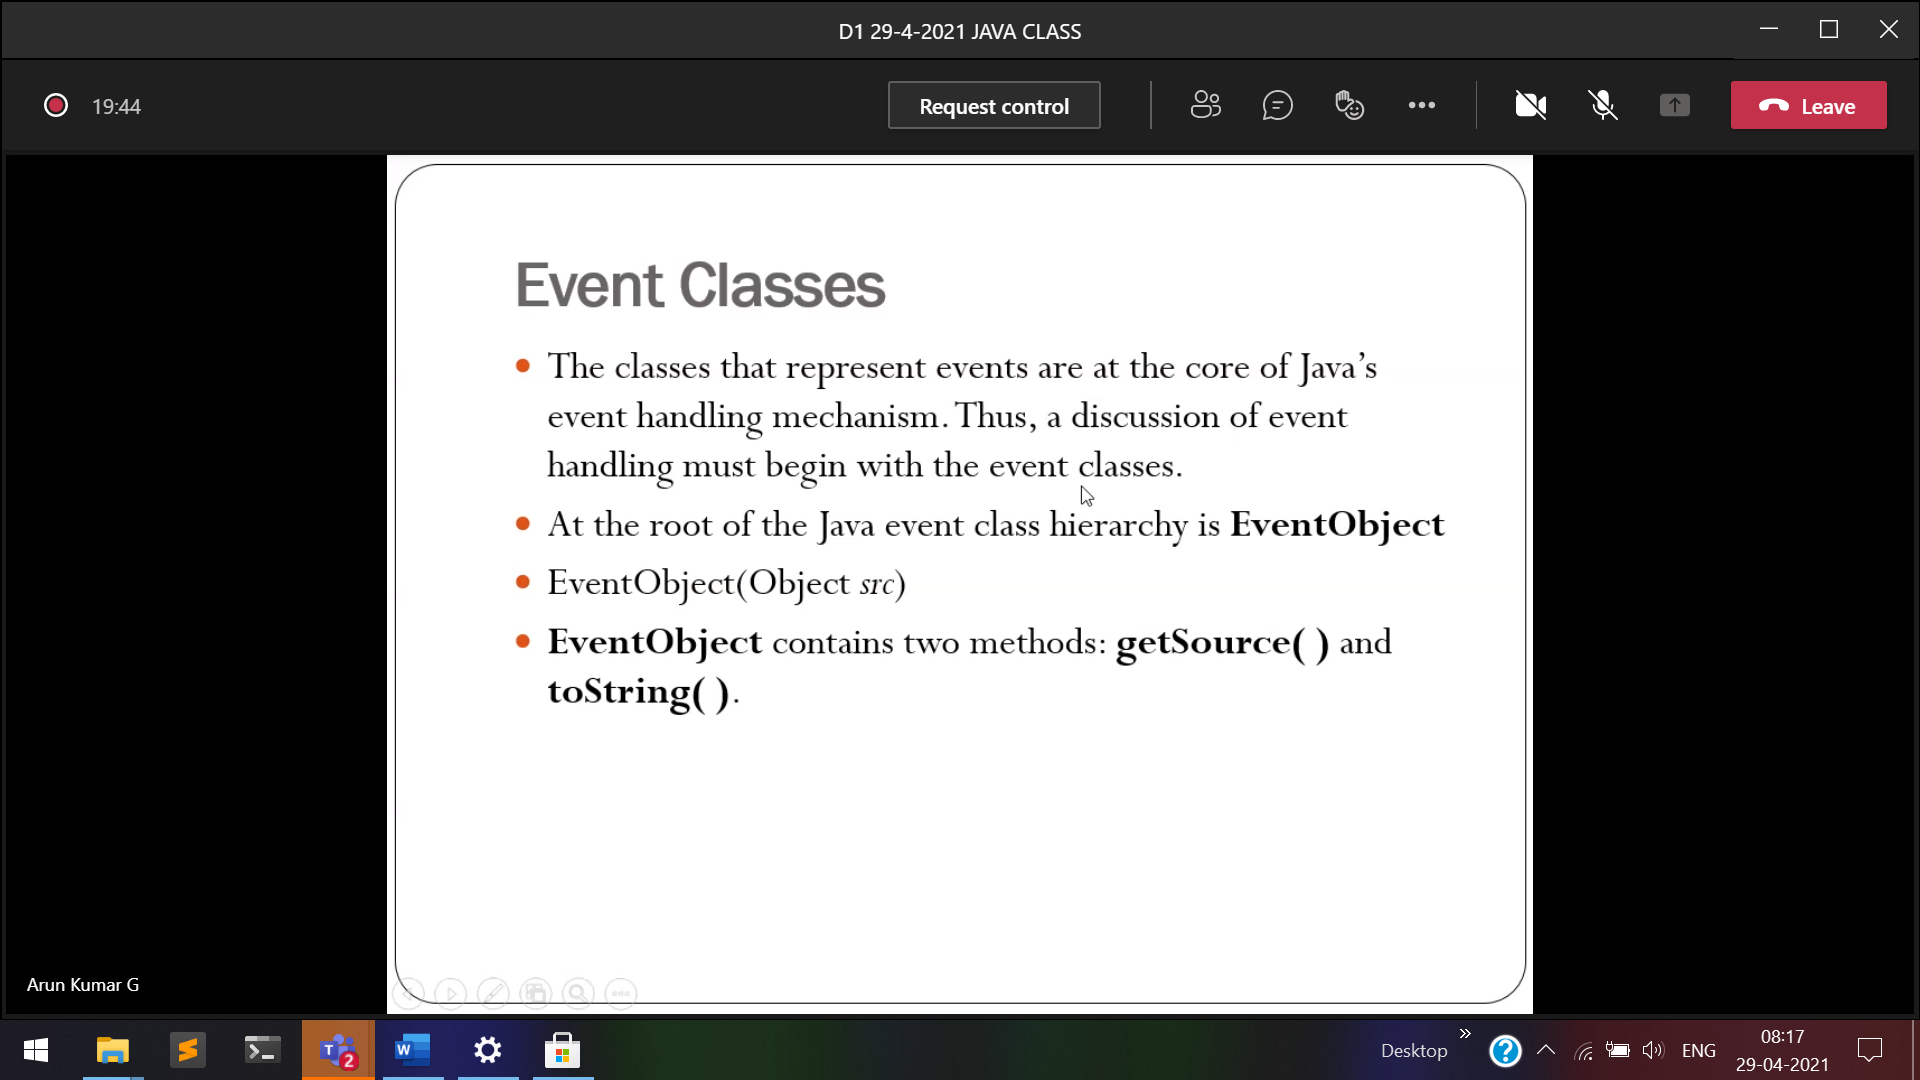 D1 29-4-2021 JAVA CLASS
19:44
Request control
Leave
Event Classes
The classes that represent events are at the core of Java’s
event handling mechanism. Thus, a discussion of event
handling must begin with the event classes.
At the root of the Java event class hierarchy is EventObject
EventObject(Object src)
EventObject contains two methods: getSource( ) and
toString( ).
Arun Kumar G
T
2
W
Desktop
ENG
08:17
29-04-2021